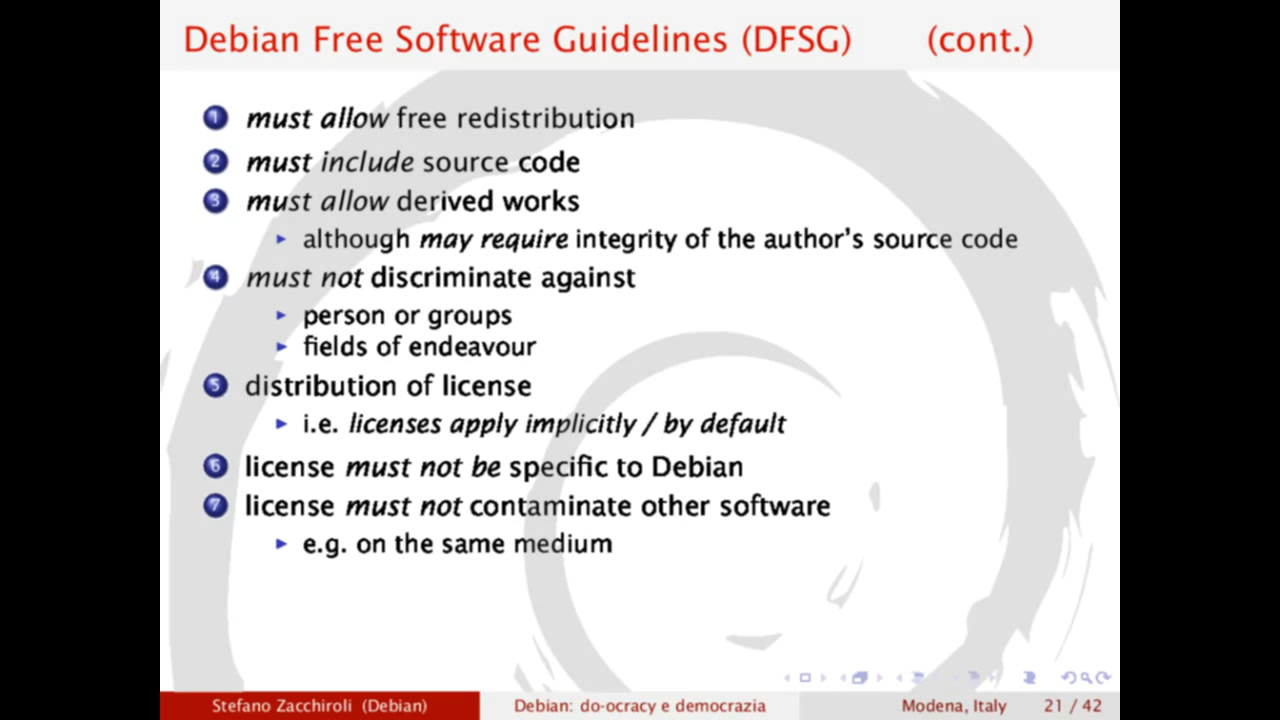 Debian Free Software Guidelines (DFSG) (cont.)
1 must allow free redistribution
2 must include source code
3 must allow derived works
▸ although may require integrity of the author's source code
4 must not discriminate against
▸ person or groups
▸ fields of endeavour
5 distribution of license
▸ i.e. licenses apply implicitly / by default
6 license must not be specific to Debian
7 license must not contaminate other software
▸ e.g. on the same medium
Stefano Zacchiroli (Debian) Debian: do-ocracy e democrazia Modena, Italy 21 / 42